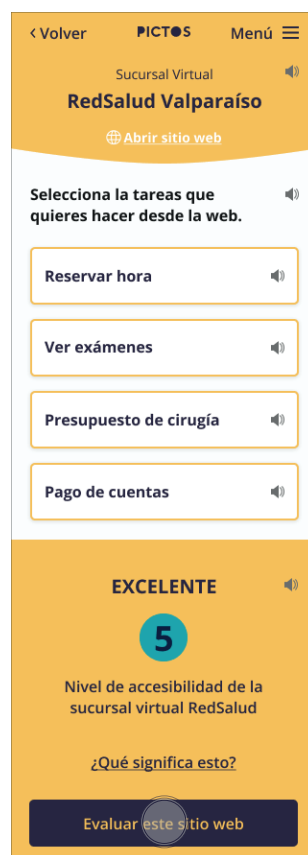 < Volver PICTOS Menú
Sucursal Virtual
RedSalud Valparaíso
Abrir sitio web
Selecciona la tareas que
quieres hacer desde la web.
Reservar hora
Ver exámenes
Presupuesto de cirugía
Pago de cuentas
EXCELENTE
5
Nivel de accesibilidad de la
sucursal virtual RedSalud
¿Qué significa esto?
Evaluar este sitio web